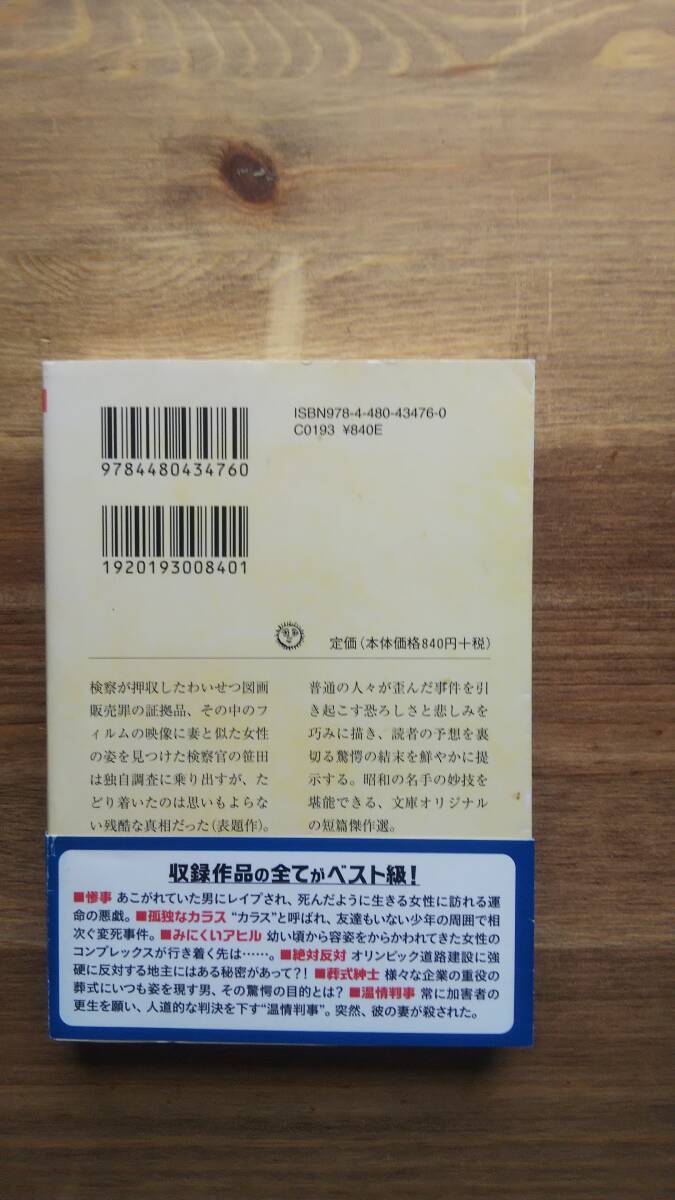 ISBN978-4-480-43476-0
C0193 ¥840E
9784480434760
1920193008401
定価(本体価格840円+税)
検察が押収したわいせつ図画
販売罪の証拠品、その中のフ
ィルムの映像に妻と似た女性
の姿を見つけた検察官の笹田
は独自調査に乗り出すが、た
どり着いたのは思いもよらな
い残酷な真相だった(表題作)。
普通の人々が歪んだ事件を引
き起こす恐ろしさと悲しみを
巧みに描き、読者の予想を裏
切る驚愕の結末を鮮やかに提
示する。昭和の名手の妙技を
堪能できる、文庫オリジナル
の短篇傑作選。
収録作品の全てがベスト級!
■惨事 あこがれていた男にレイプされ、死んだように生きる女性に訪れる運
命の悪戯。■孤独なカラス “カラス”と呼ばれ、友達もいない少年の周囲で相
次ぐ変死事件。■みにくいアヒル 幼い頃から容姿をからかわれてきた女性の
コンプレックスが行き着く先は……。■絶対反対 オリンピック道路建設に強
硬に反対する地主にはある秘密があって?! ■葬式紳士 様々な企業の重役の
葬式にいつも姿を現す男、その驚愕の目的とは? ■温情判事 常に加害者の
更生を願い、人道的な判決を下す“温情判事”。突然、彼の妻が殺された。